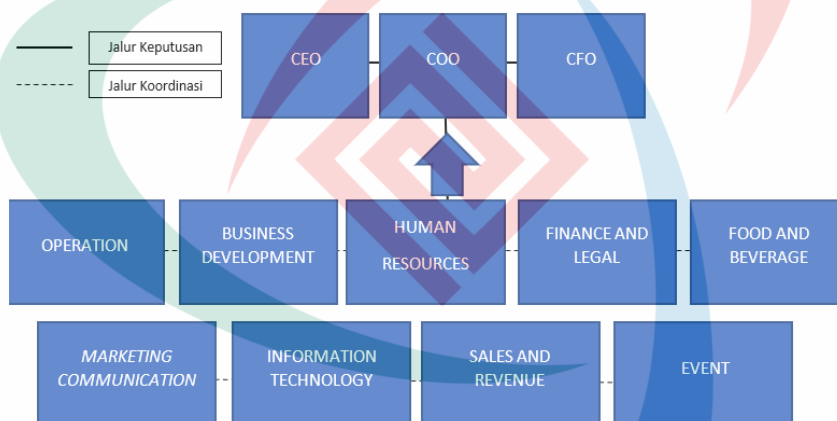 Jalur Keputusan
Jalur Koordinasi
CEO
COO
CFO
OPERATION
BUSINESS
DEVELOPMENT
HUMAN
RESOURCES
FINANCE AND
LEGAL
FOOD AND
BEVERAGE
MARKETING
COMMUNICATION
INFORMATION
TECHNOLOGY
SALES AND
REVENUE
EVENT